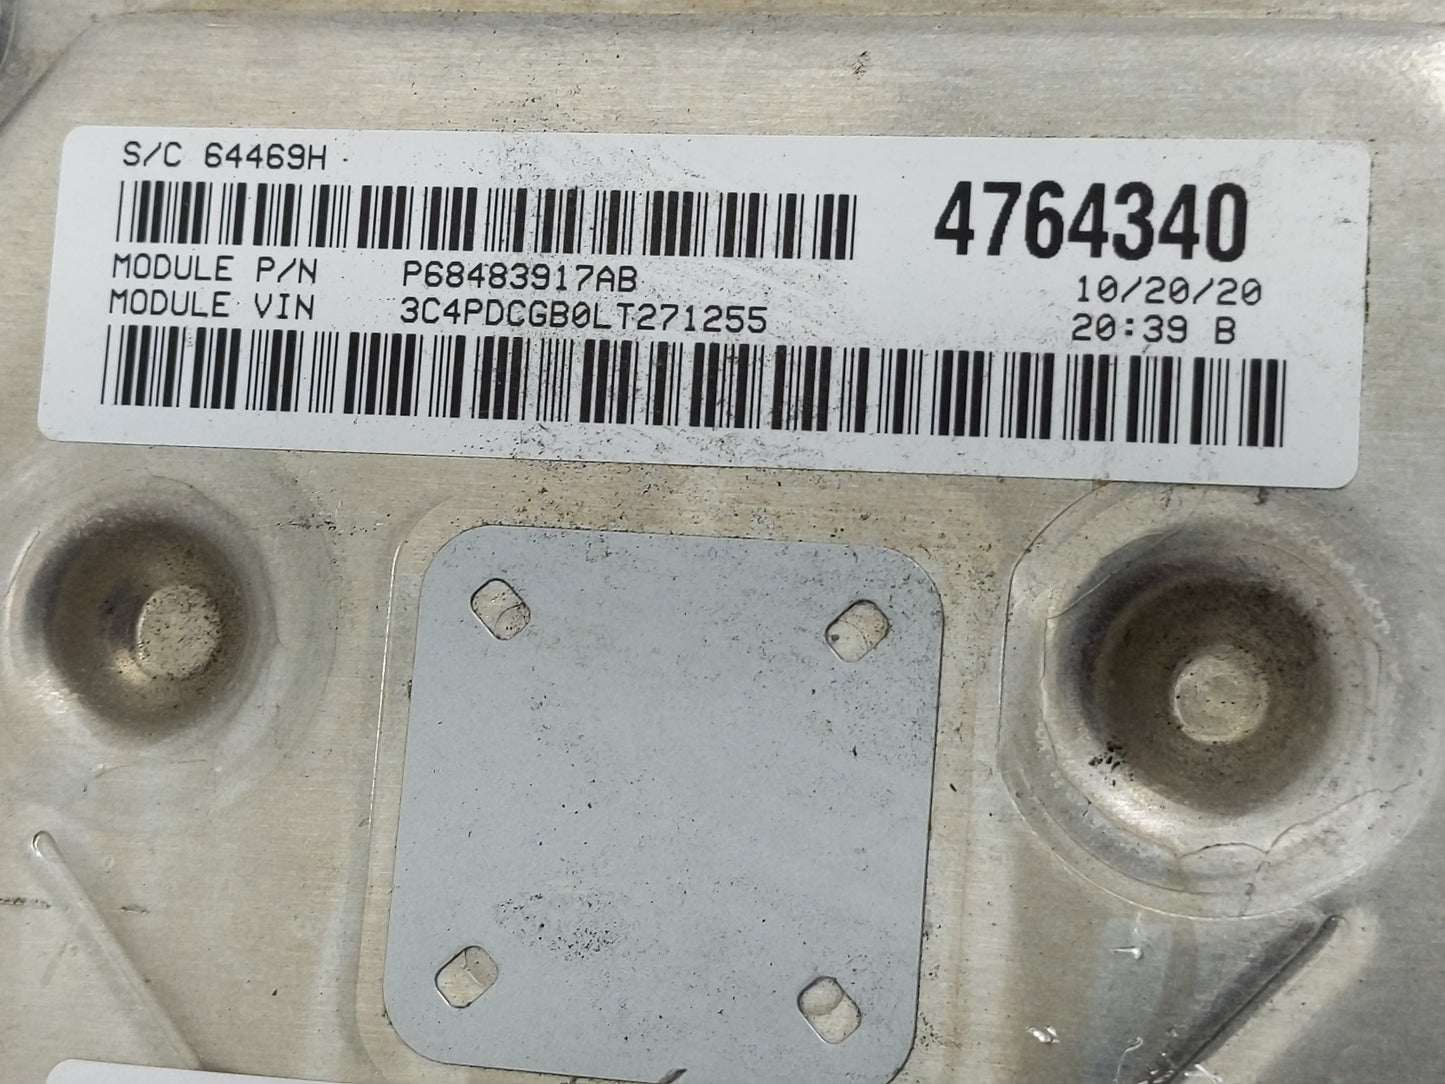 S/C 64469H
4764340
MODULE P/N P68483917AB
10/20/20
MODULE VIN 3C4PDCGB0LT271255
20:39 B